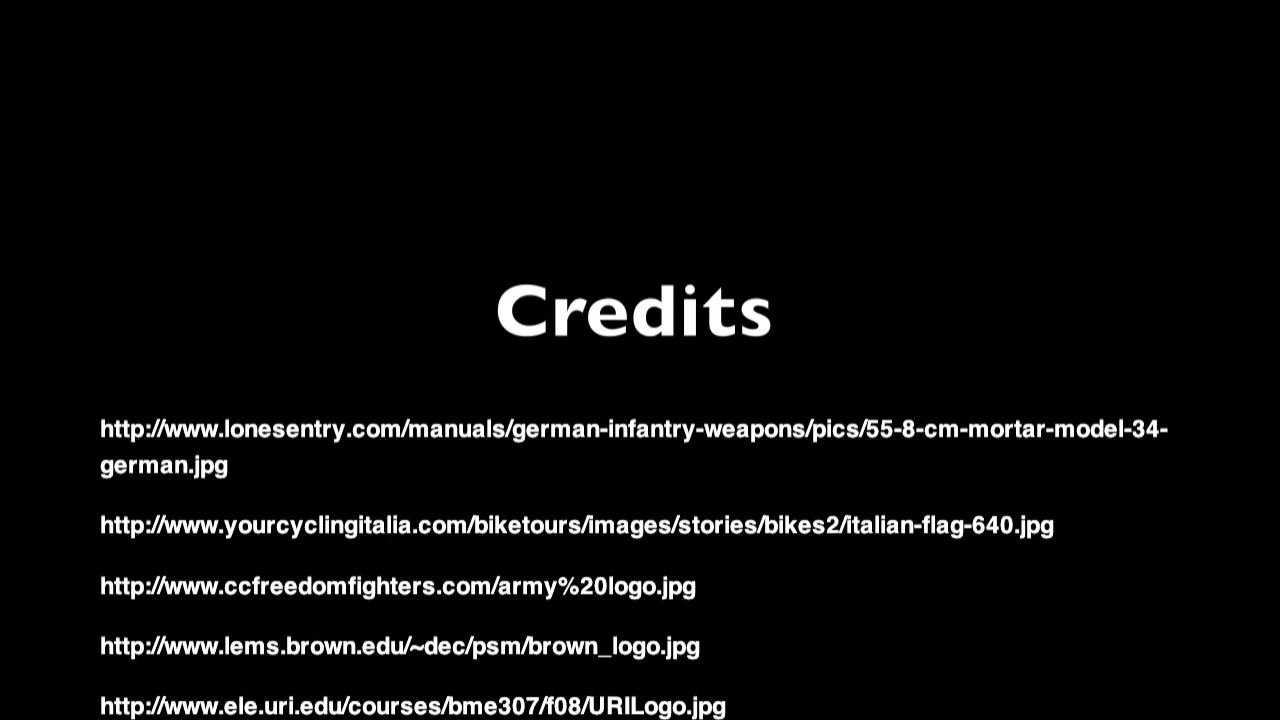 Credits
http://www.lonesentry.com/manuals/german-infantry-weapons/pics/55-8-cm-mortar-model-34-
german.jpg
http://www.yourcyclingitalia.com/biketours/images/stories/bikes2/italian-flag-640.jpg
http://www.ccfreedomfighters.com/army%20logo.jpg
http://www.lems.brown.edu/~dec/psm/brown_logo.jpg
http://www.ele.uri.edu/courses/bme307/f08/URILogo.jpg